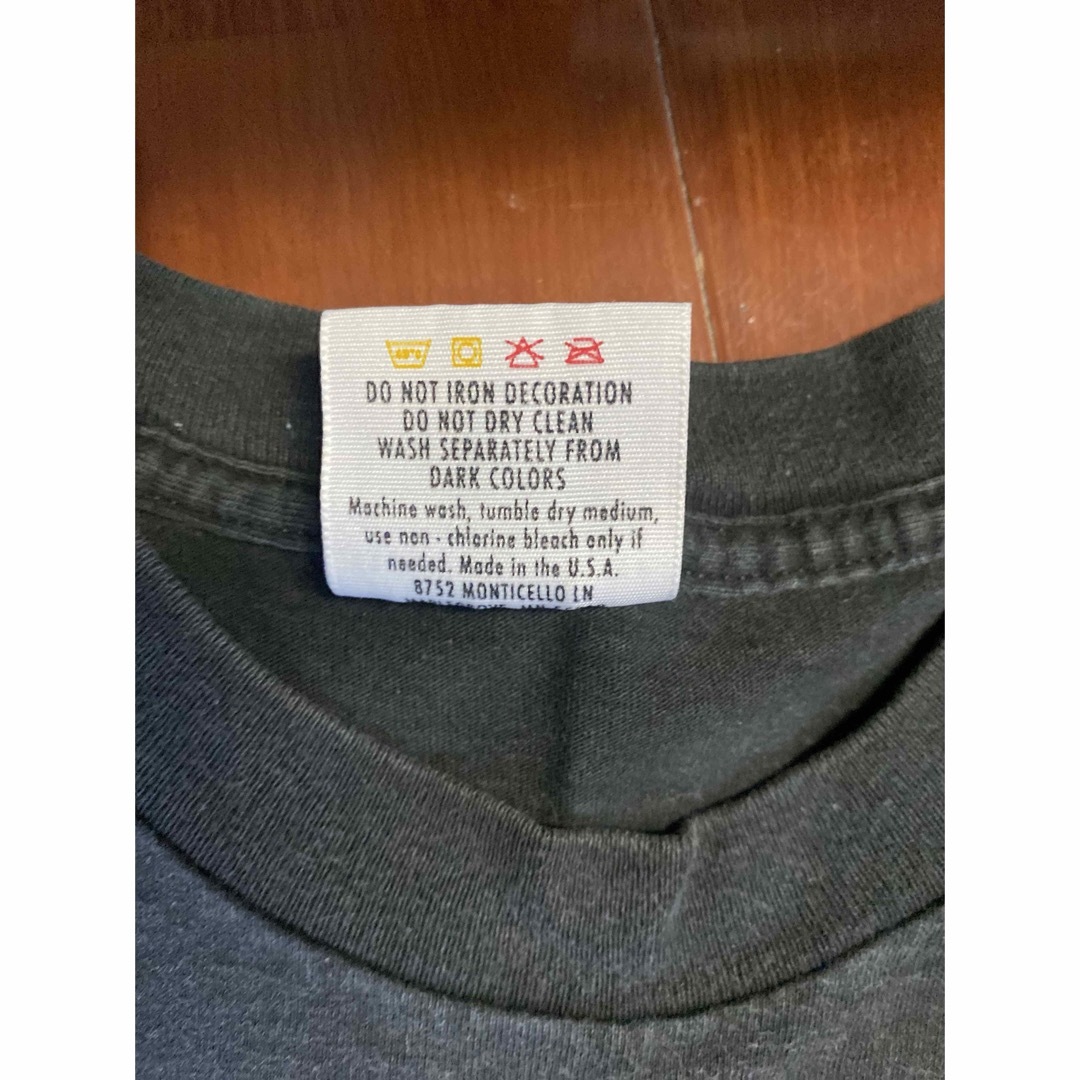 40°c
DO NOT IRON DECORATION
DO NOT DRY CLEAN
WASH SEPARATELY FROM
DARK COLORS
Machine wash, tumble dry medium,
use non - chlorine bleach only if
needed. Made in the U.S.A.
8752 MONTICELLO LN